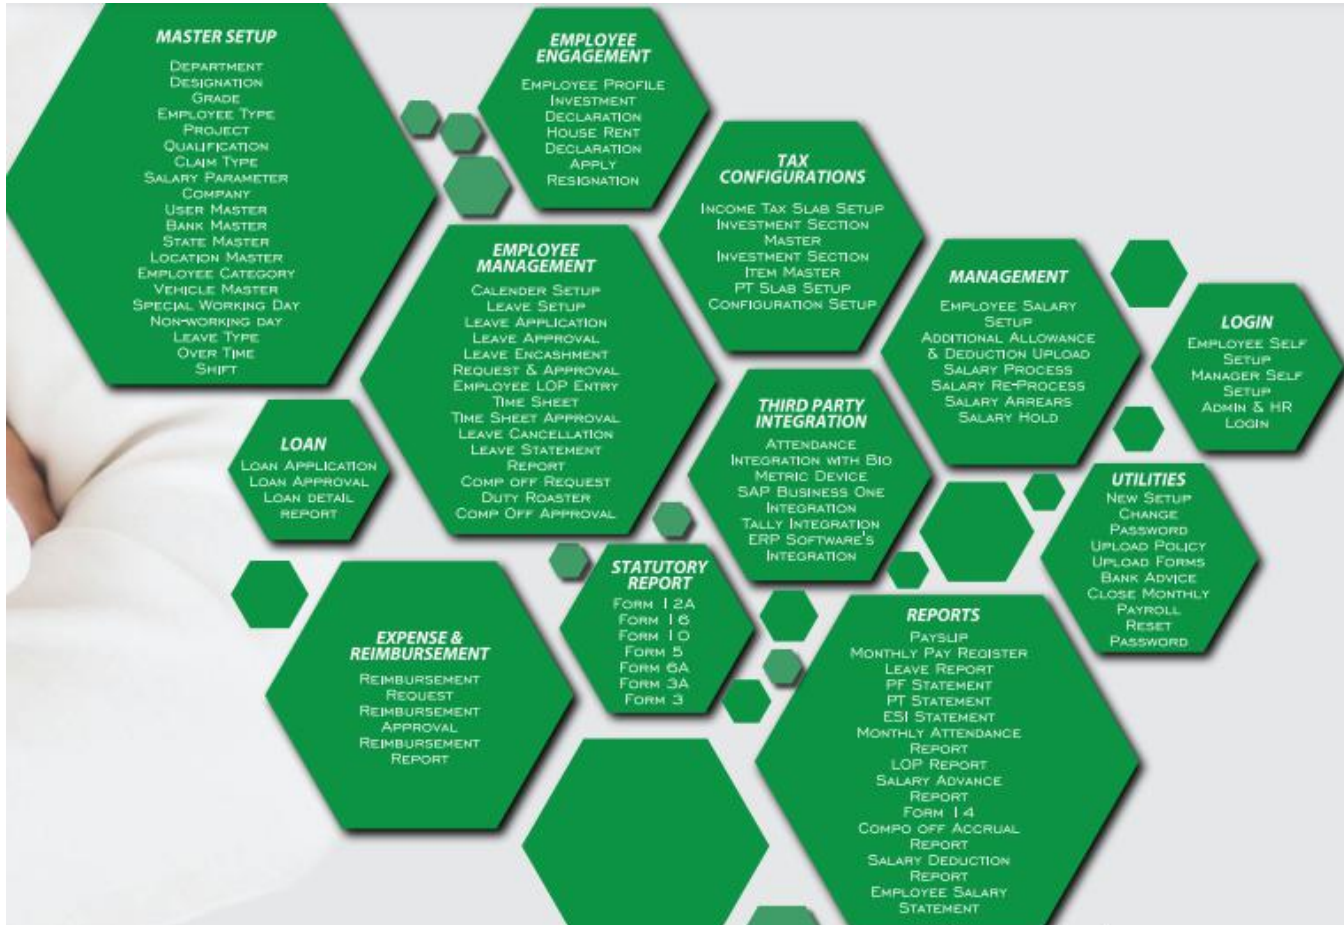 MASTER SETUP
DEPARTMENT
DESIGNATION
GRADE
EMPLOYEE TYPE
PROJECT
QUALIFICATION
CLAIM TYPE
SALARY PARAMETER
COMPANY
USER MASTER
BANK MASTER
STATE MASTER
LOCATION MASTER
EMPLOYEE CATEGORY
VEHICLE MASTER
SPECIAL WORKING DAY
NON-WORKING DAY
LEAVE TYPE
OVER TIME
SHIFT
EMPLOYEE
ENGAGEMENT
EMPLOYEE PROFILE
INVESTMENT
DECLARATION
HOUSE RENT
DECLARATION
APPLY
RESIGNATION
TAX
CONFIGURATIONS
INCOME TAX SLAB SETUP
INVESTMENT SECTION
MASTER
INVESTMENT SECTION
ITEM MASTER
PT SLAB SETUP
CONFIGURATION SETUP
EMPLOYEE
MANAGEMENT
CALENDER SETUP
LEAVE SETUP
LEAVE APPLICATION
LEAVE APPROVAL
LEAVE ENCASHMENT
REQUEST & APPROVAL
EMPLOYEE LOP ENTRY
TIME SHEET
TIME SHEET APPROVAL
LEAVE CANCELLATION
LEAVE STATEMENT
REPORT
COMP OFF REQUEST
DUTY ROASTER
COMP OFF APPROVAL
MANAGEMENT
EMPLOYEE SALARY
SETUP
ADDITIONAL ALLOWANCE
& DEDUCTION UPLOAD
SALARY PROCESS
SALARY RE-PROCESS
SALARY ARREARS
SALARY HOLD
LOGIN
EMPLOYEE SELF
SETUP
MANAGER SELF
SETUP
ADMIN & HR
LOGIN
LOAN
LOAN APPLICATION
LOAN APPROVAL
LOAN DETAIL
REPORT
THIRD PARTY
INTEGRATION
ATTENDANCE
INTEGRATION WITH BIO
METRIC DEVICE
SAP BUSINESS ONE
INTEGRATION
TALLY INTEGRATION
ERP SOFTWARE'S
INTEGRATION
UTILITIES
NEW SETUP
CHANGE
PASSWORD
UPLOAD POLICY
UPLOAD FORMS
BANK ADVICE
CLOSE MONTHLY
PAYROLL
RESET
PASSWORD
STATUTORY
REPORT
FORM 12A
FORM 16
FORM 10
FORM 5
FORM 6A
FORM 3A
FORM 3
EXPENSE &
REIMBURSEMENT
REIMBURSEMENT
REQUEST
REIMBURSEMENT
APPROVAL
REIMBURSEMENT
REPORT
REPORTS
PAYSLIP
MONTHLY PAY REGISTER
LEAVE REPORT
PF STATEMENT
PT STATEMENT
ESI STATEMENT
MONTHLY ATTENDANCE
REPORT
LOP REPORT
SALARY ADVANCE
REPORT
FORM 14
COMPO OFF ACCRUAL
REPORT
SALARY DEDUCTION
REPORT
EMPLOYEE SALARY
STATEMENT